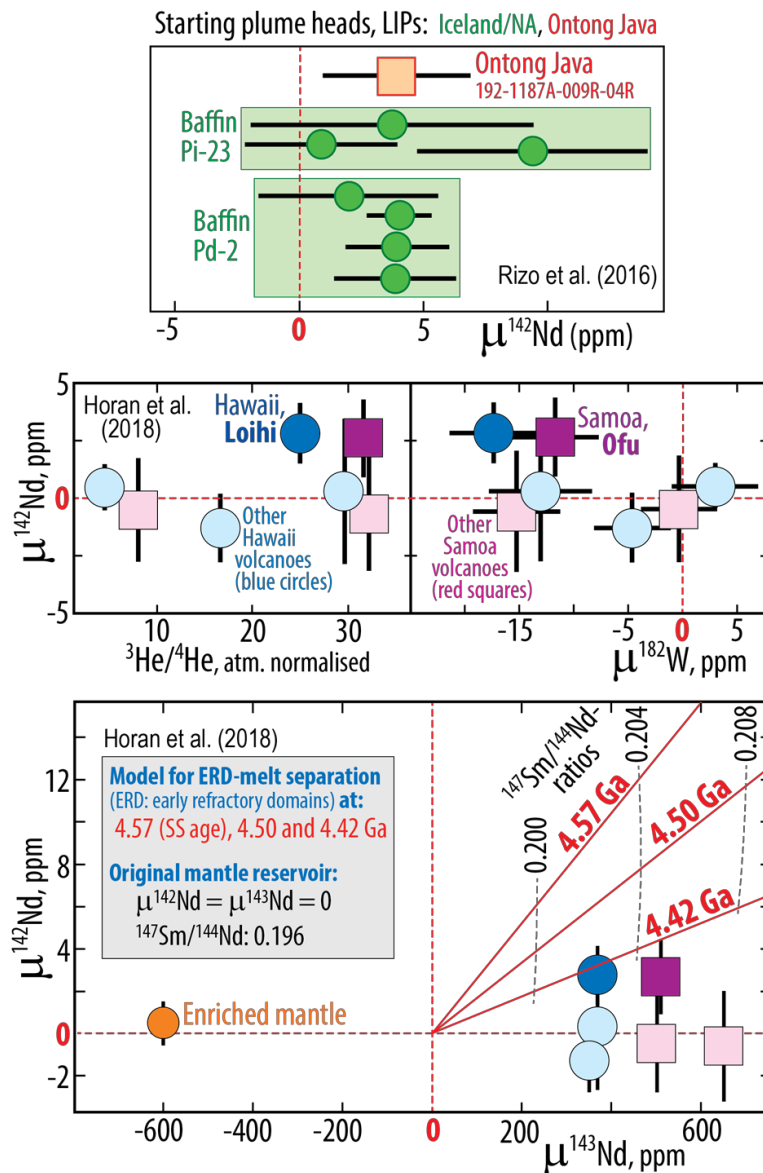 Starting plume heads, LIPs: Iceland/NA, Ontong Java
Ontong Java
192-1187A-009R-04R
Baffin
Pi-23
Baffin
Pd-2
Rizo et al. (2016)
-5
0
5
μ¹⁴²Nd (ppm)
5
0
-5
μ¹⁴²Nd, ppm
Horan et al.
(2018)
Hawaii,
Loihi
Other
Hawaii
volcanoes
(blue circles)
Samoa,
Ofu
Other
Samoa
volcanoes
(red squares)
10
20
30
³He/⁴He, atm. normalised
-15
-10
-5
0
5
μ¹⁸²W, ppm
Horan et al. (2018)
Model for ERD-melt separation
(ERD: early refractory domains) at:
4.57 (SS age), 4.50 and 4.42 Ga
Original mantle reservoir:
μ¹⁴²Nd = μ¹⁴³Nd = 0
¹⁴⁷Sm/¹⁴⁴Nd: 0.196
¹⁴⁷Sm/¹⁴⁴Nd-
ratios
0.200
0.204
0.208
4.57 Ga
4.50 Ga
4.42 Ga
Enriched mantle
12
8
6
4
0
-2
μ¹⁴²Nd, ppm
-600
-400
-200
0
200
400
600
μ¹⁴³Nd, ppm